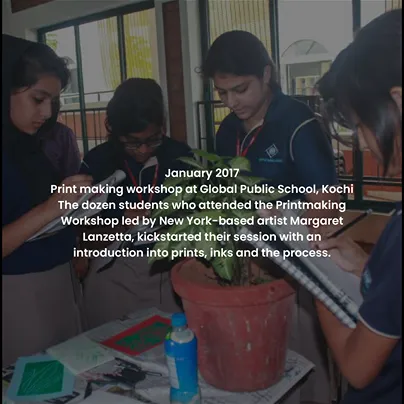 January 2017
Print making workshop at Global Public School, Kochi
The dozen students who attended the Printmaking
Workshop led by New York-based artist Margaret
Lanzetta, kickstarted their session with an
introduction into prints, inks and the process.